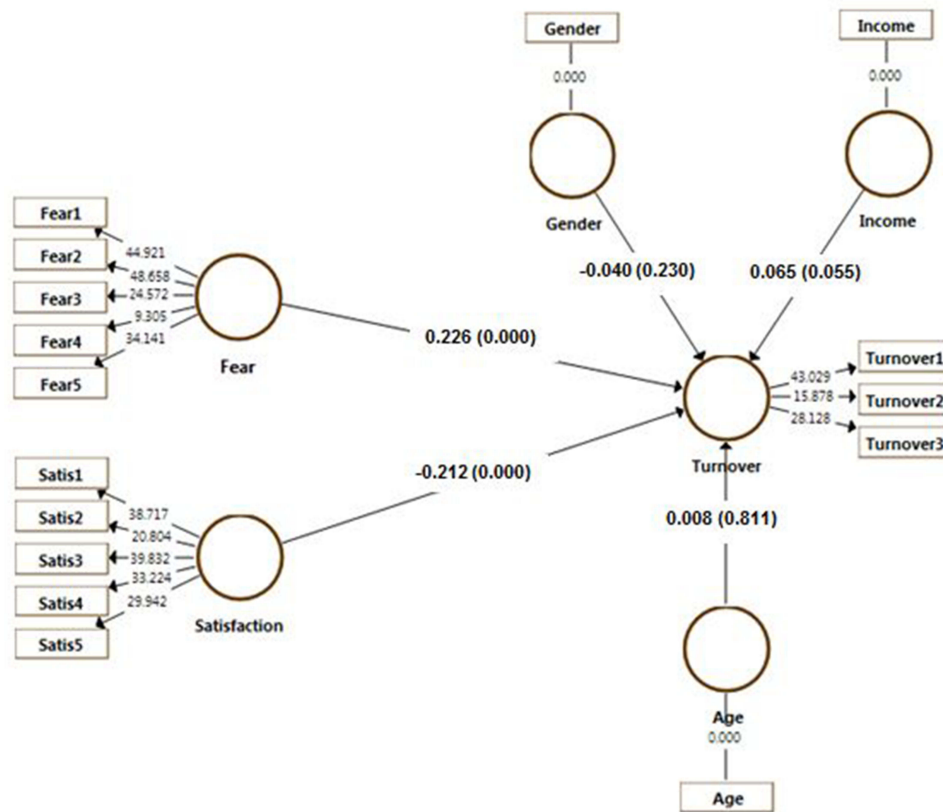 Gender
Income
0.000
0.000
Gender
Income
Fear1
Fear2
Fear3
Fear4
Fear5
44.921
48.658
24.572
9.305
34.141
Fear
-0.040 (0.230)
0.065 (0.055)
0.226 (0.000)
Turnover1
Turnover2
Turnover3
43.029
15.878
28.128
Turnover
-0.212 (0.000)
Satis1
Satis2
Satis3
Satis4
Satis5
38.717
20.804
39.832
33.224
29.942
Satisfaction
0.008 (0.811)
Age
0.000
Age